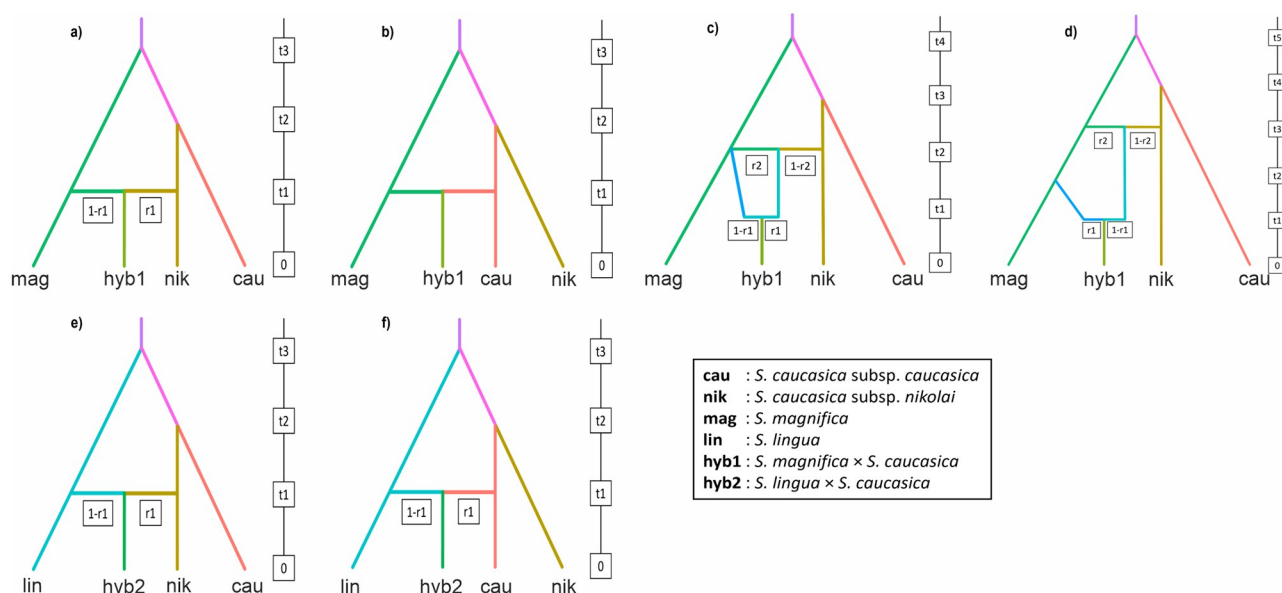 a)
t3
t2
t1
1-r1
r1
0
mag
hyb1
nik
cau
b)
t3
t2
t1
0
mag
hyb1
cau
nik
c)
t4
t3
t2
r2
1-r2
t1
1-r1
r1
0
mag
hyb1
nik
cau
d)
t5
t4
t3
r2
1-r2
t2
t1
r1
1-r1
0
mag
hyb1
nik
cau
e)
t3
t2
t1
1-r1
r1
0
lin
hyb2
nik
cau
f)
t3
t2
t1
1-r1
r1
0
lin
hyb2
cau
nik
cau : S. caucasica subsp. caucasica
nik : S. caucasica subsp. nikolai
mag : S. magnifica
lin : S. lingua
hyb1 : S. magnifica × S. caucasica
hyb2 : S. lingua × S. caucasica